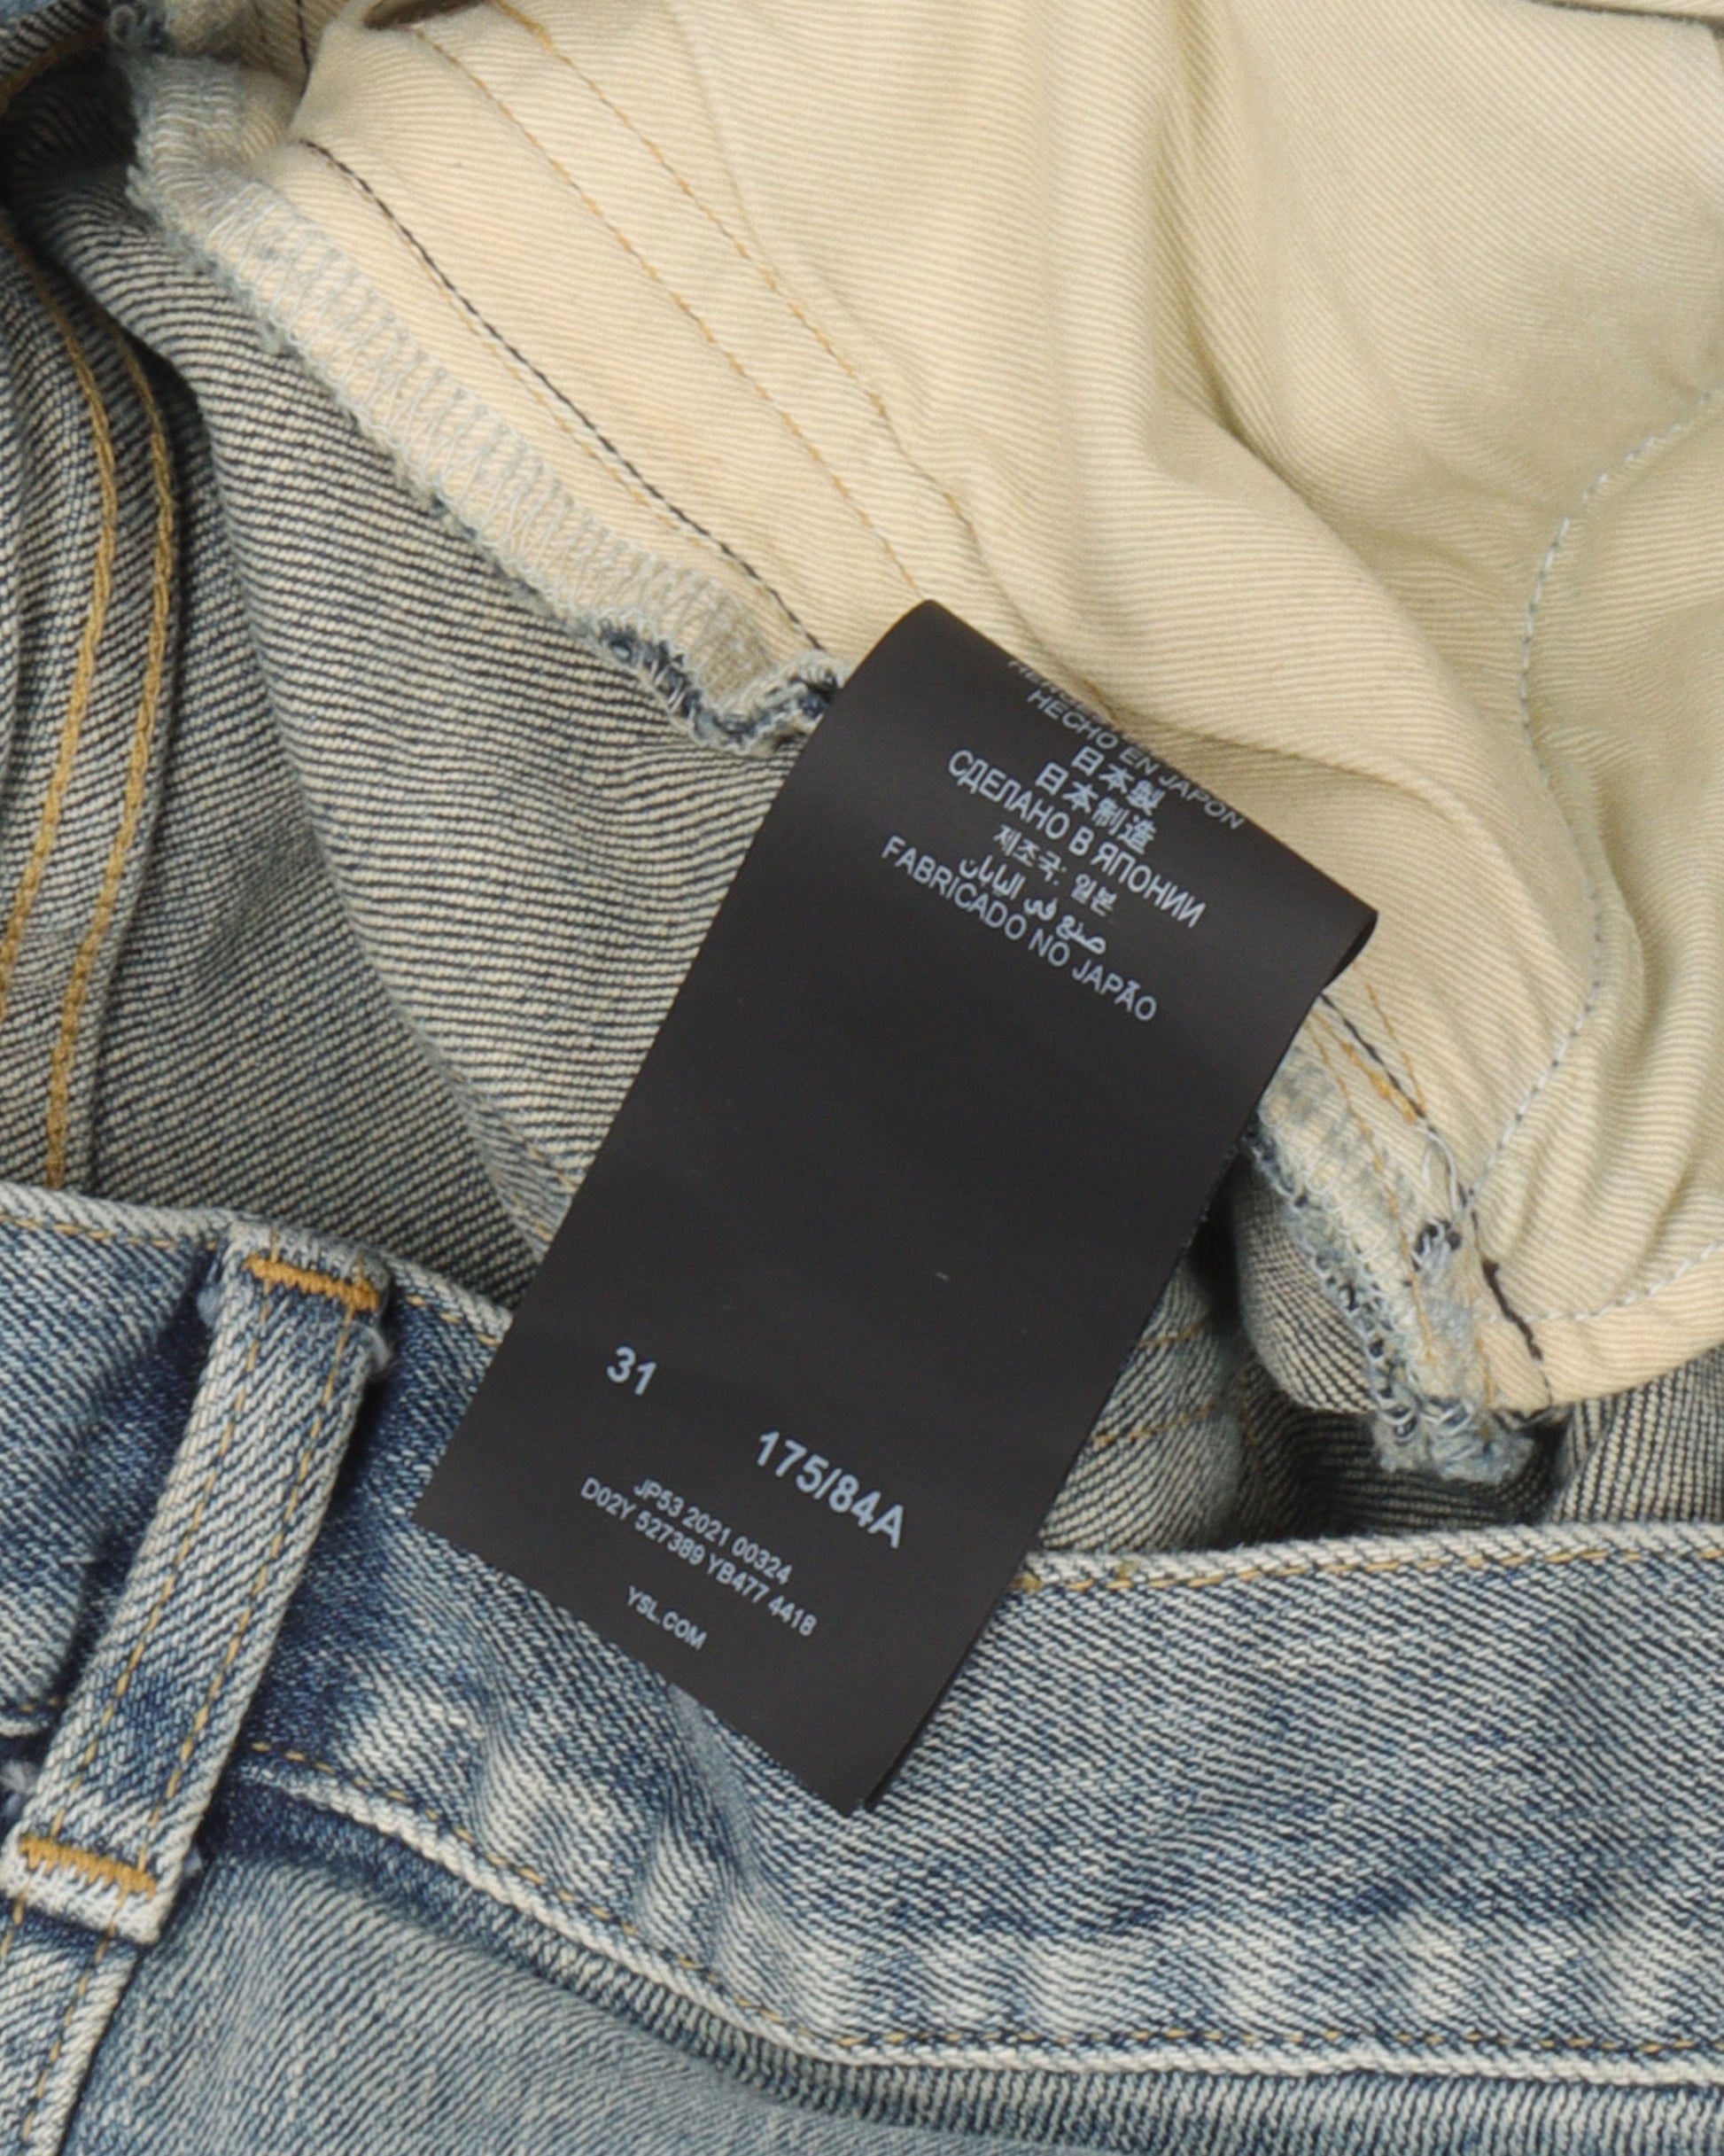 HECHO EN JAPÓN
日本製
日本制造
СДЕЛАНО В ЯПОНИИ
제조국: 일본
صنع في اليابان
FABRICADO NO JAPÃO
31
175/84A
JP53 2021 00324
D02Y 527389 YB477 4418
YSL.COM